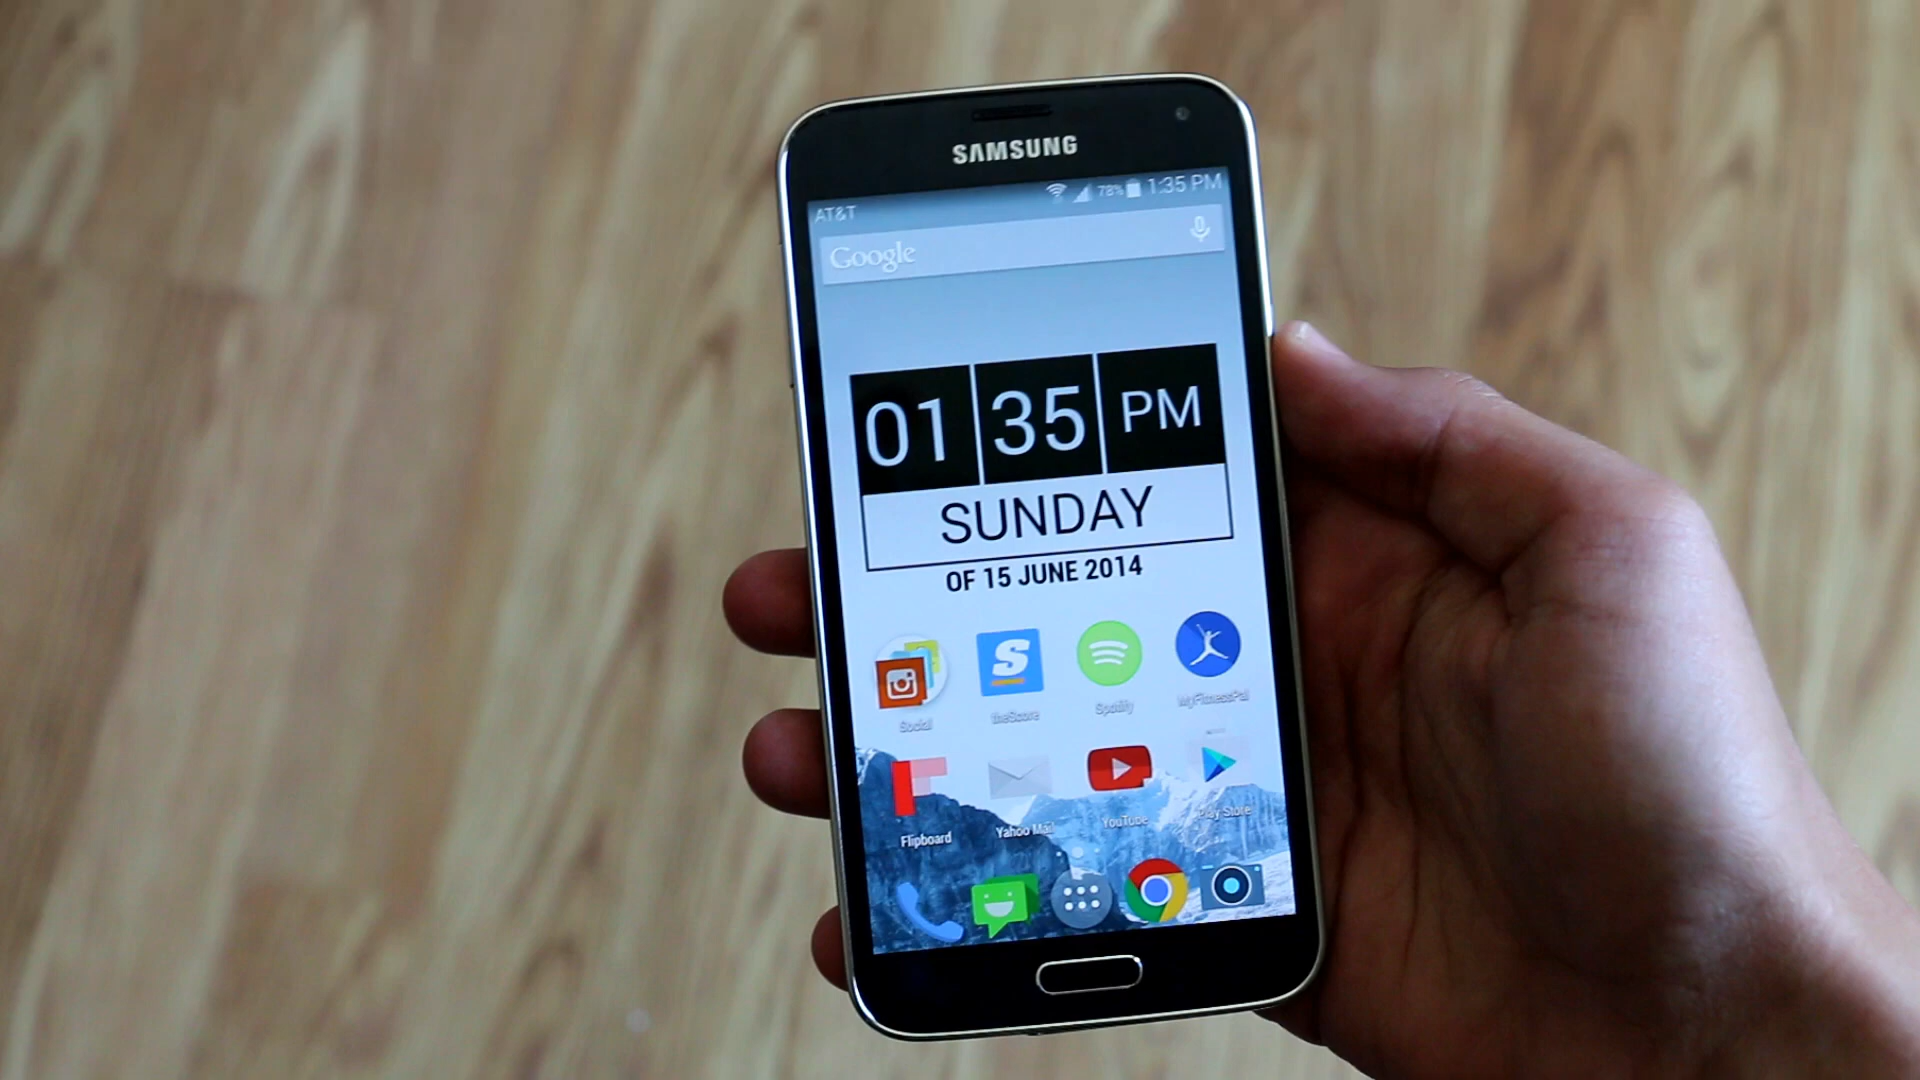 SAMSUNG
AT&T 78% 1:35 PM
Google
01 35 PM
SUNDAY
OF 15 JUNE 2014
Social theScore Spotify MyFitnessPal
Flipboard Yahoo Mail YouTube Play Store